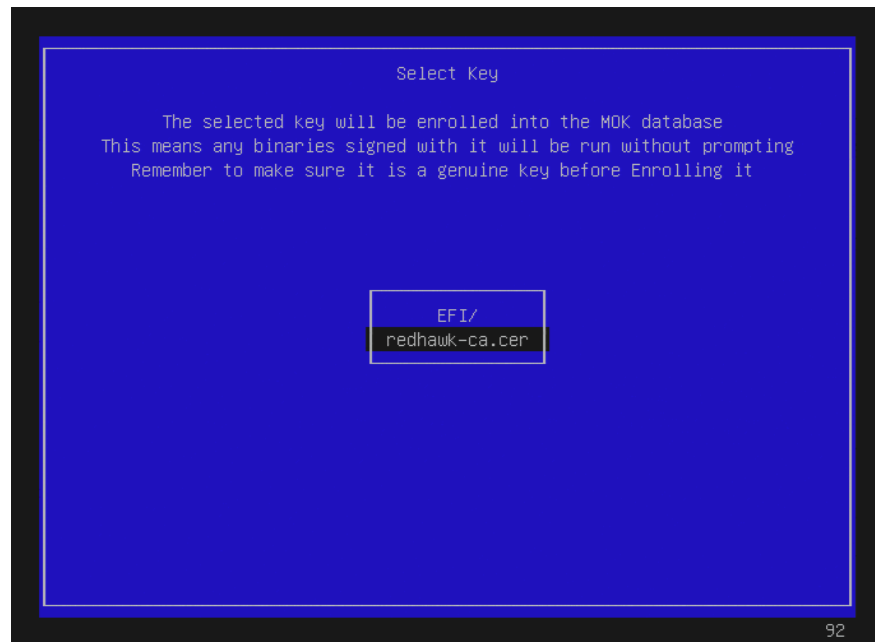 Select Key
The selected key will be enrolled into the MOK database
This means any binaries signed with it will be run without prompting
Remember to make sure it is a genuine key before Enrolling it
EFI/
redhawk-ca.cer
92